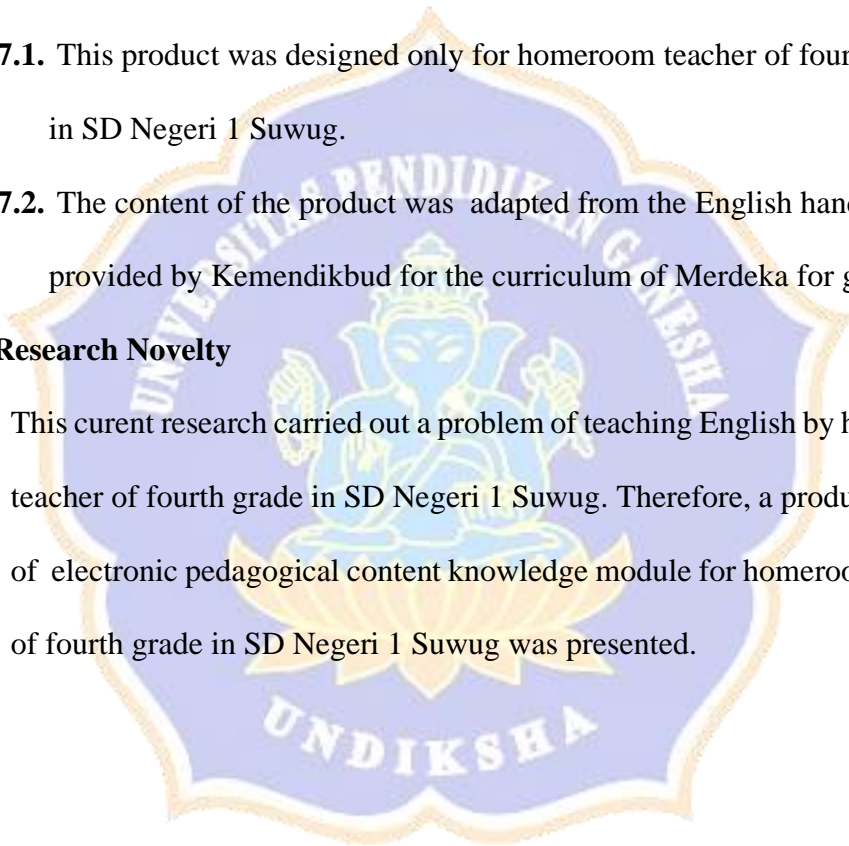 7.1. This product was designed only for homeroom teacher of four
in SD Negeri 1 Suwug.
7.2. The content of the product was adapted from the English hand
provided by Kemendikbud for the curriculum of Merdeka for g
Research Novelty
This curent research carried out a problem of teaching English by h
teacher of fourth grade in SD Negeri 1 Suwug. Therefore, a produ
of electronic pedagogical content knowledge module for homeroo
of fourth grade in SD Negeri 1 Suwug was presented.
UNIVERSITAS PENDIDIKAN GANESHA
UNDIKSHA